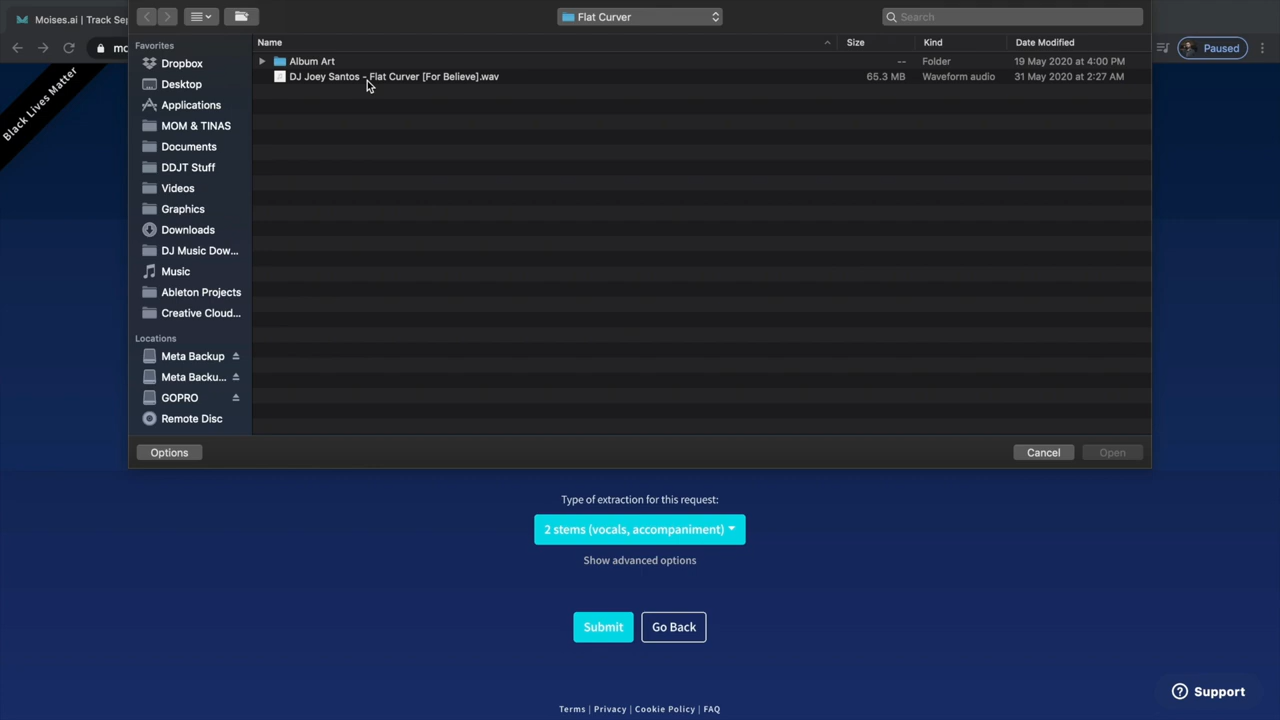 Moises.ai | Track Sep
Flat Curver
Search
mo
Paused
Black Lives Matter
Favorites
Dropbox
Desktop
Applications
MOM & TINAS
Documents
DDJT Stuff
Videos
Graphics
Downloads
DJ Music Dow...
Music
Ableton Projects
Creative Cloud...
Locations
Meta Backup
Meta Backu...
GOPRO
Remote Disc
Name Size Kind Date Modified
Album Art -- Folder 19 May 2020 at 4:00 PM
DJ Joey Santos - Flat Curver [For Believe].wav 65.3 MB Waveform audio 31 May 2020 at 2:27 AM
Options Cancel Open
Type of extraction for this request:
2 stems (vocals, accompaniment)
Show advanced options
Submit Go Back
Support
Terms | Privacy | Cookie Policy | FAQ